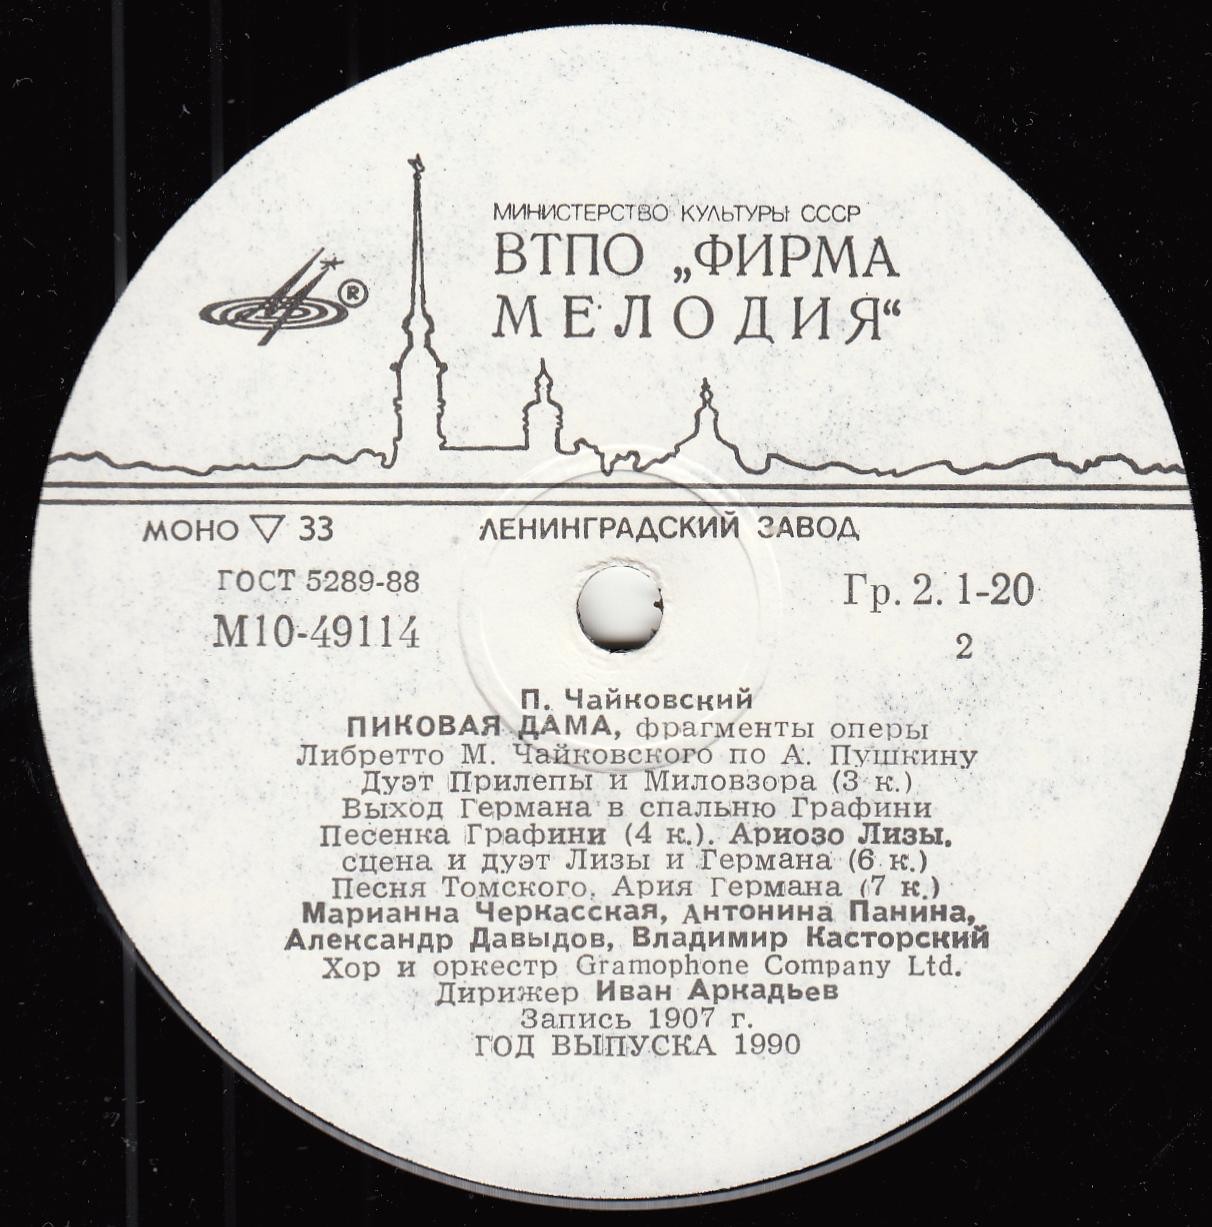 МИНИСТЕРСТВО КУЛЬТУРЫ СССР
ВТПО „ФИРМА
МЕЛОДИЯ“
®
МОНО ▽ 33
ЛЕНИНГРАДСКИЙ ЗАВОД
ГОСТ 5289-88
М10-49114
Гр. 2. 1-20
2
П. Чайковский
ПИКОВАЯ ДАМА, фрагменты оперы
Либретто М. Чайковского по А. Пушкину
Дуэт Прилепы и Миловзора (3 к.)
Выход Германа в спальню Графини
Песенка Графини (4 к.). Ариозо Лизы,
сцена и дуэт Лизы и Германа (6 к.)
Песня Томского. Ария Германа (7 к.)
Марианна Черкасская, Антонина Панина,
Александр Давыдов, Владимир Касторский
Хор и оркестр Gramophone Company Ltd.
Дирижер Иван Аркадьев
Запись 1907 г.
ГОД ВЫПУСКА 1990